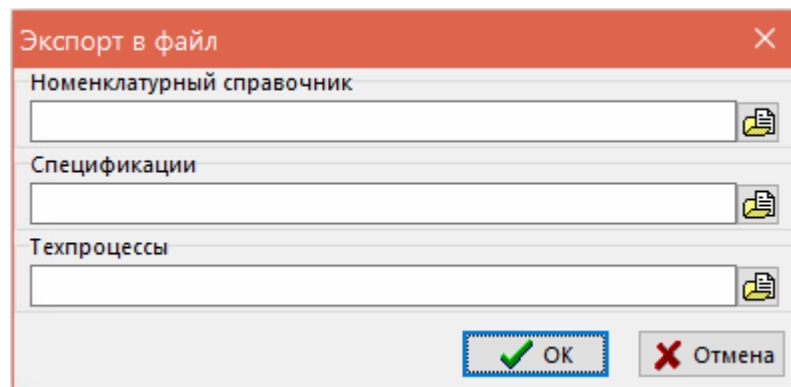 Экспорт в файл
Номенклатурный справочник
Спецификации
Техпроцессы
OK Отмена